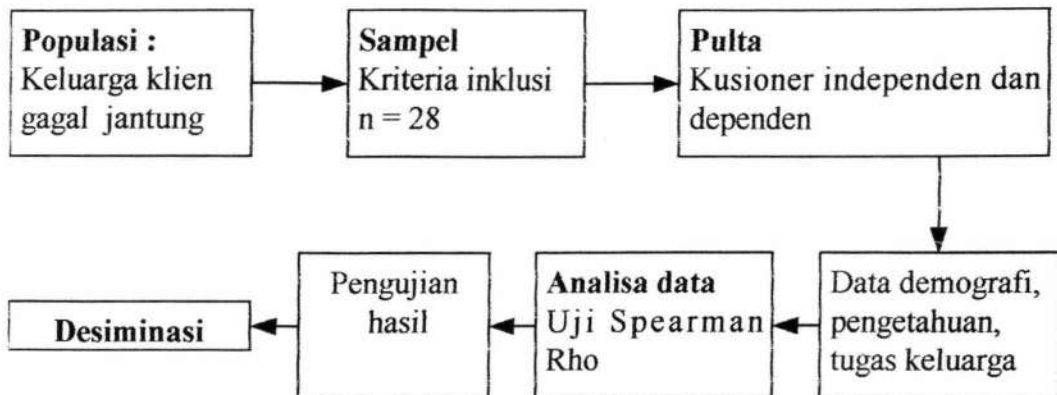 Populasi :
Keluarga klien
gagal jantung
Sampel
Kriteria inklusi
n = 28
Pulta
Kusioner independen dan
dependen
Data demografi,
pengetahuan,
tugas keluarga
Analisa data
Uji Spearman
Rho
Pengujian
hasil
Desiminasi